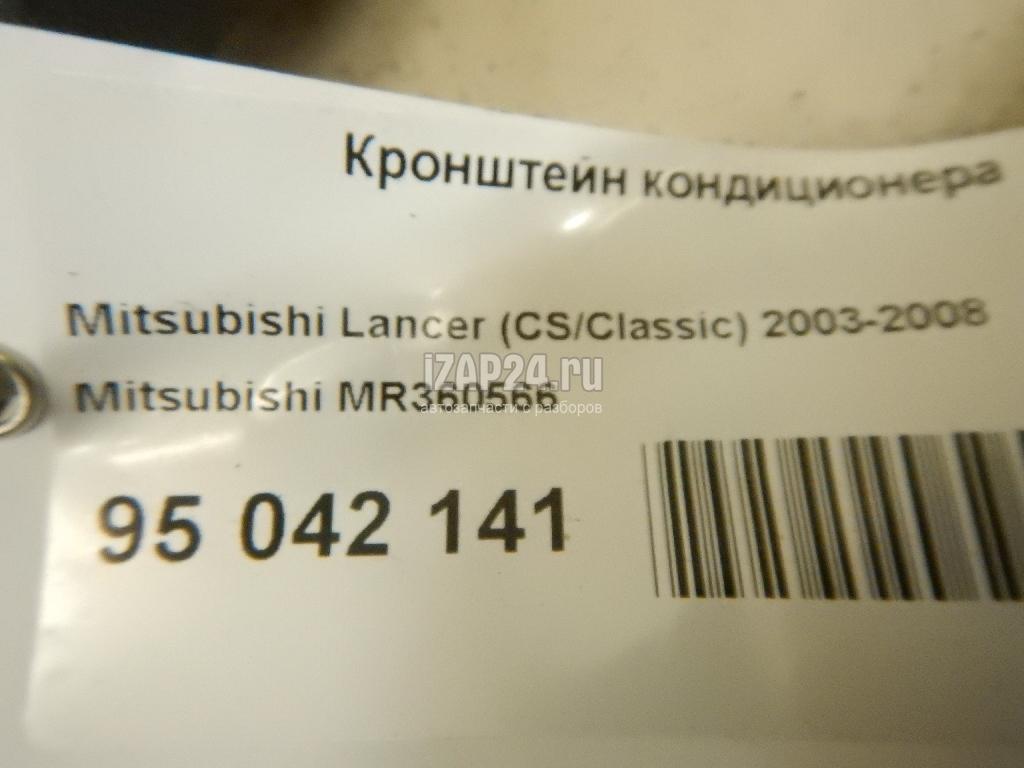 Кронштейн кондиционера
Mitsubishi Lancer (CS/Classic) 2003-2008
iZAP24.ru
Mitsubishi MR360566
автозапчасти с разборов
95 042 141